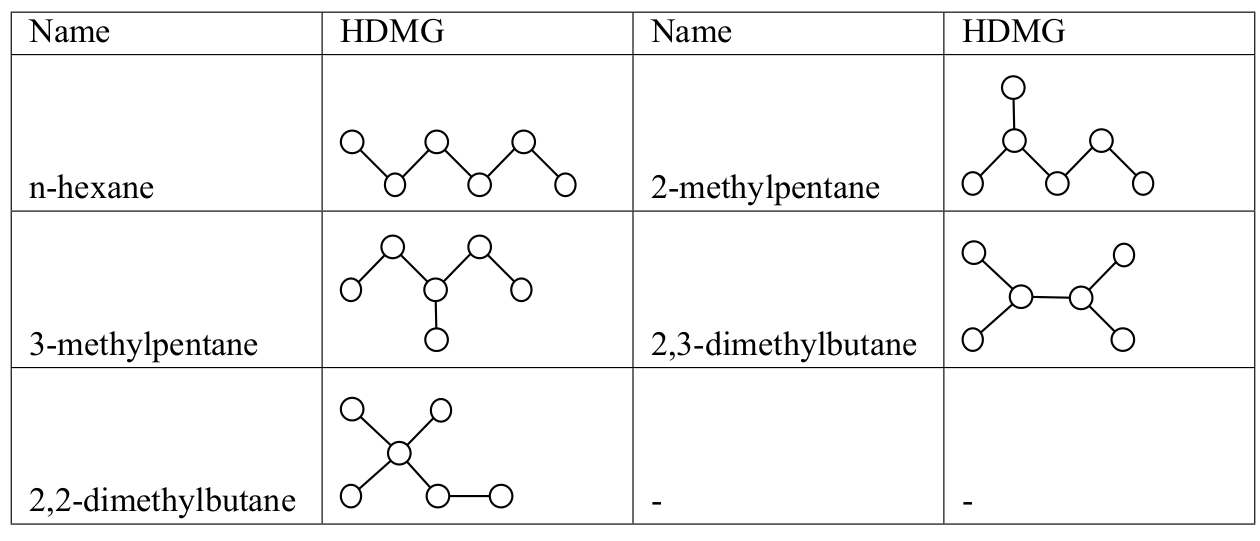 Name HDMG Name HDMG
n-hexane 2-methylpentane
3-methylpentane 2,3-dimethylbutane
2,2-dimethylbutane - -